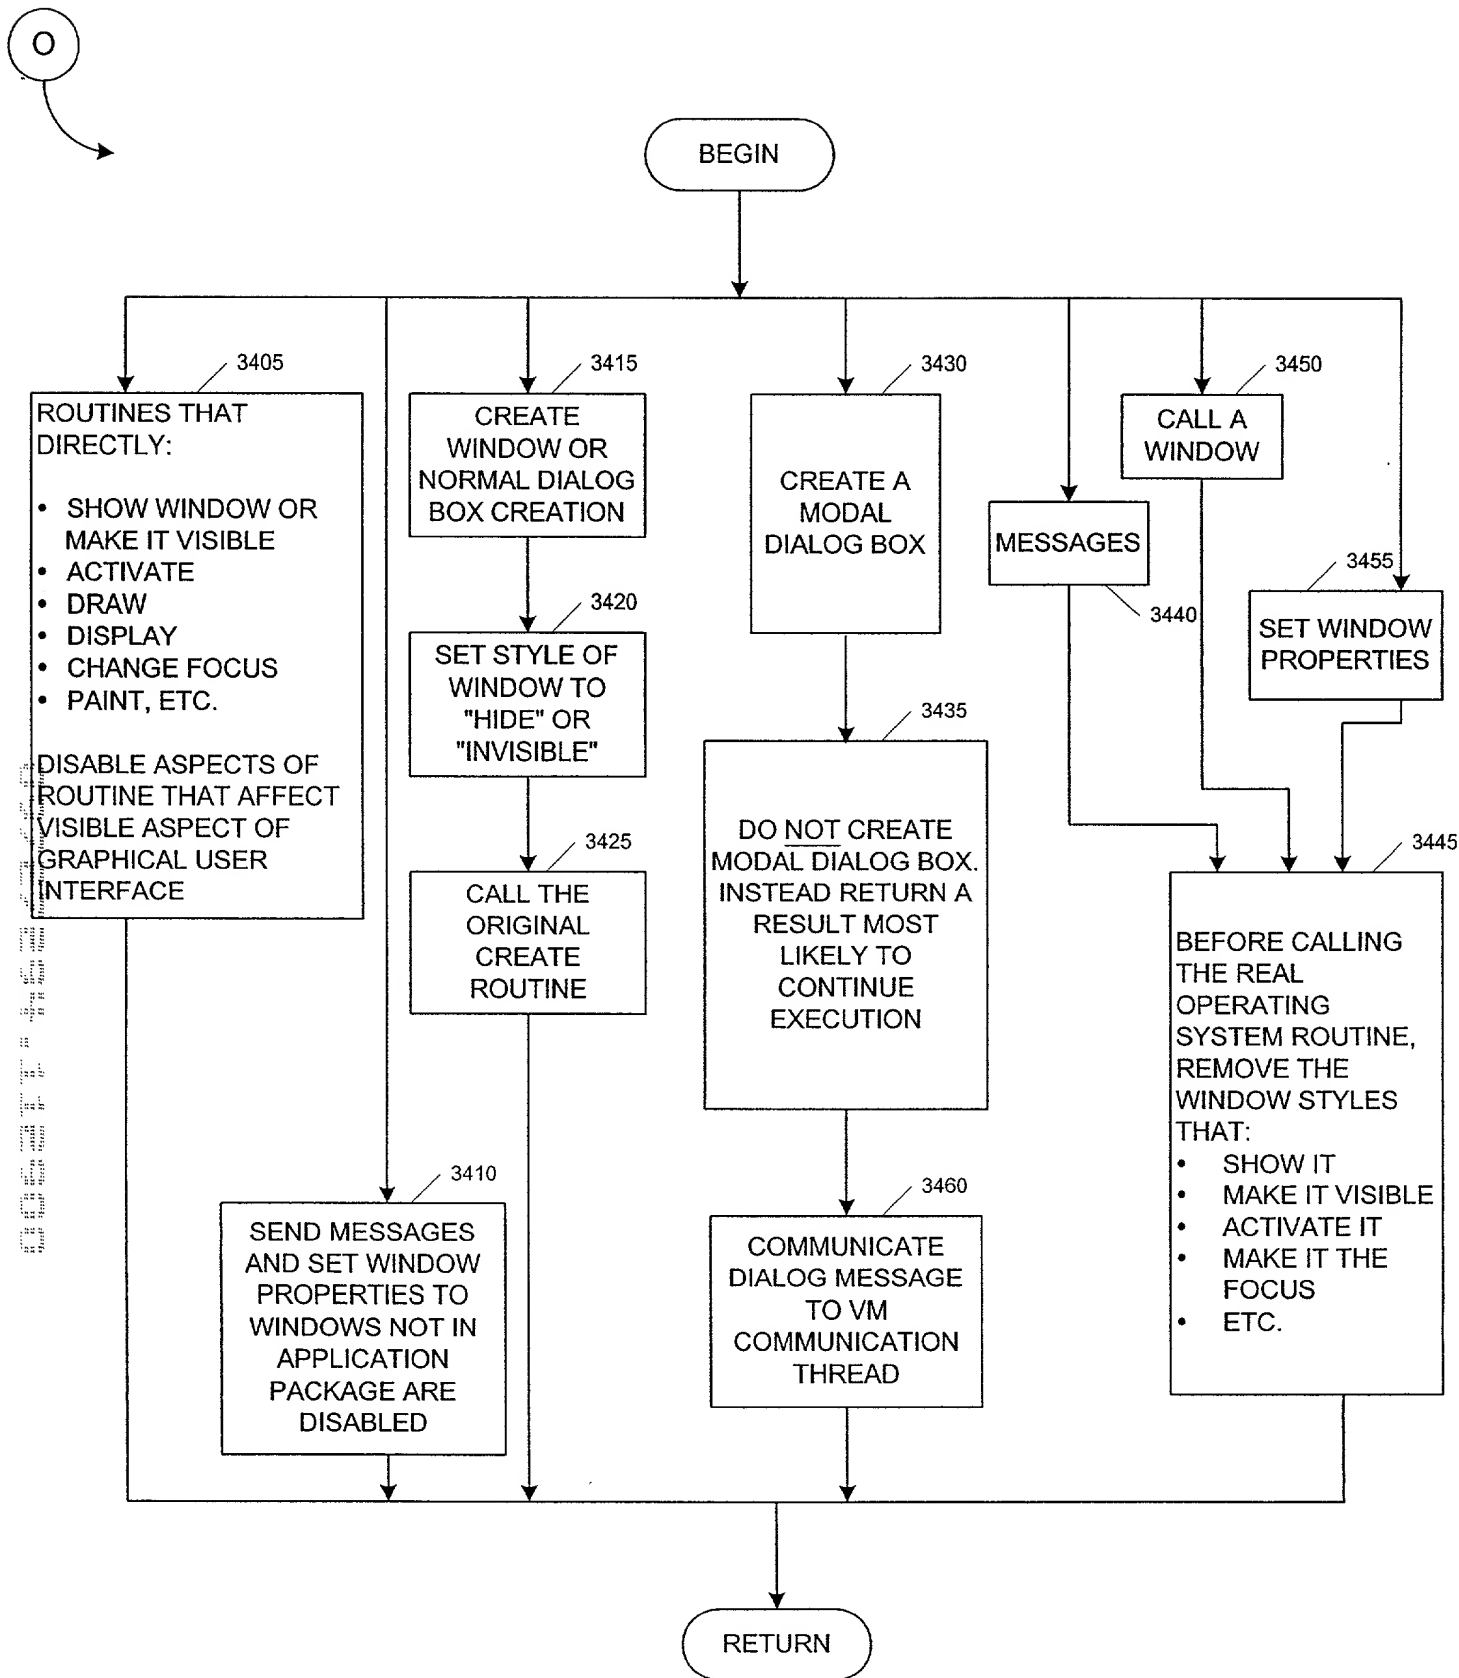 O
BEGIN
3405
ROUTINES THAT
DIRECTLY:
• SHOW WINDOW OR
MAKE IT VISIBLE
• ACTIVATE
• DRAW
• DISPLAY
• CHANGE FOCUS
• PAINT, ETC.
DISABLE ASPECTS OF
ROUTINE THAT AFFECT
VISIBLE ASPECT OF
GRAPHICAL USER
INTERFACE
3410
SEND MESSAGES
AND SET WINDOW
PROPERTIES TO
WINDOWS NOT IN
APPLICATION
PACKAGE ARE
DISABLED
3415
CREATE
WINDOW OR
NORMAL DIALOG
BOX CREATION
3420
SET STYLE OF
WINDOW TO
"HIDE" OR
"INVISIBLE"
3425
CALL THE
ORIGINAL
CREATE
ROUTINE
3430
CREATE A
MODAL
DIALOG BOX
3435
DO NOT CREATE
MODAL DIALOG BOX.
INSTEAD RETURN A
RESULT MOST
LIKELY TO
CONTINUE
EXECUTION
3460
COMMUNICATE
DIALOG MESSAGE
TO VM
COMMUNICATION
THREAD
MESSAGES
3440
3450
CALL A
WINDOW
3455
SET WINDOW
PROPERTIES
3445
BEFORE CALLING
THE REAL
OPERATING
SYSTEM ROUTINE,
REMOVE THE
WINDOW STYLES
THAT:
• SHOW IT
• MAKE IT VISIBLE
• ACTIVATE IT
• MAKE IT THE
FOCUS
• ETC.
RETURN